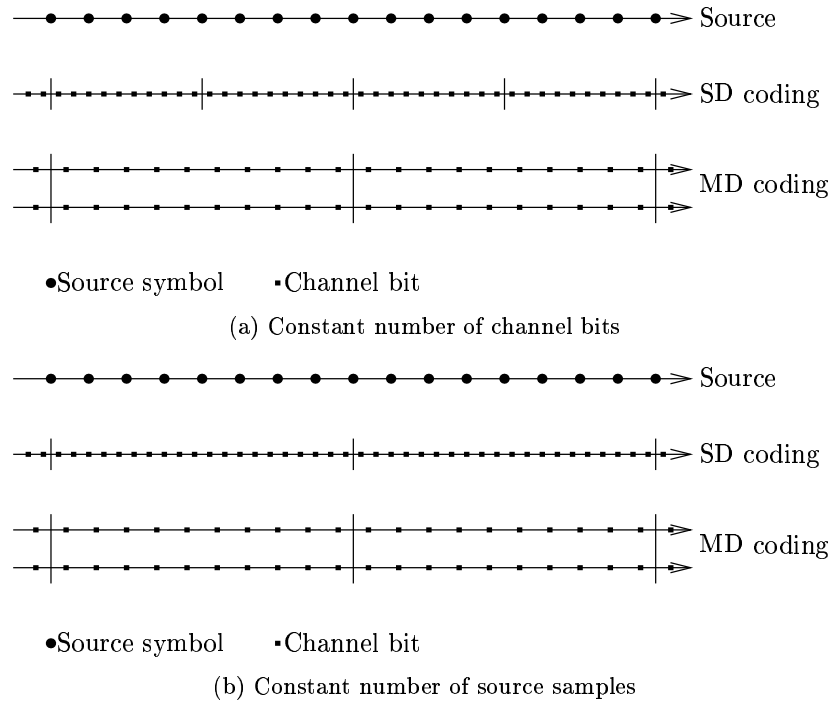 Source
SD coding
MD coding
Source symbol
Channel bit
(a) Constant number of channel bits
Source
SD coding
MD coding
Source symbol
Channel bit
(b) Constant number of source samples